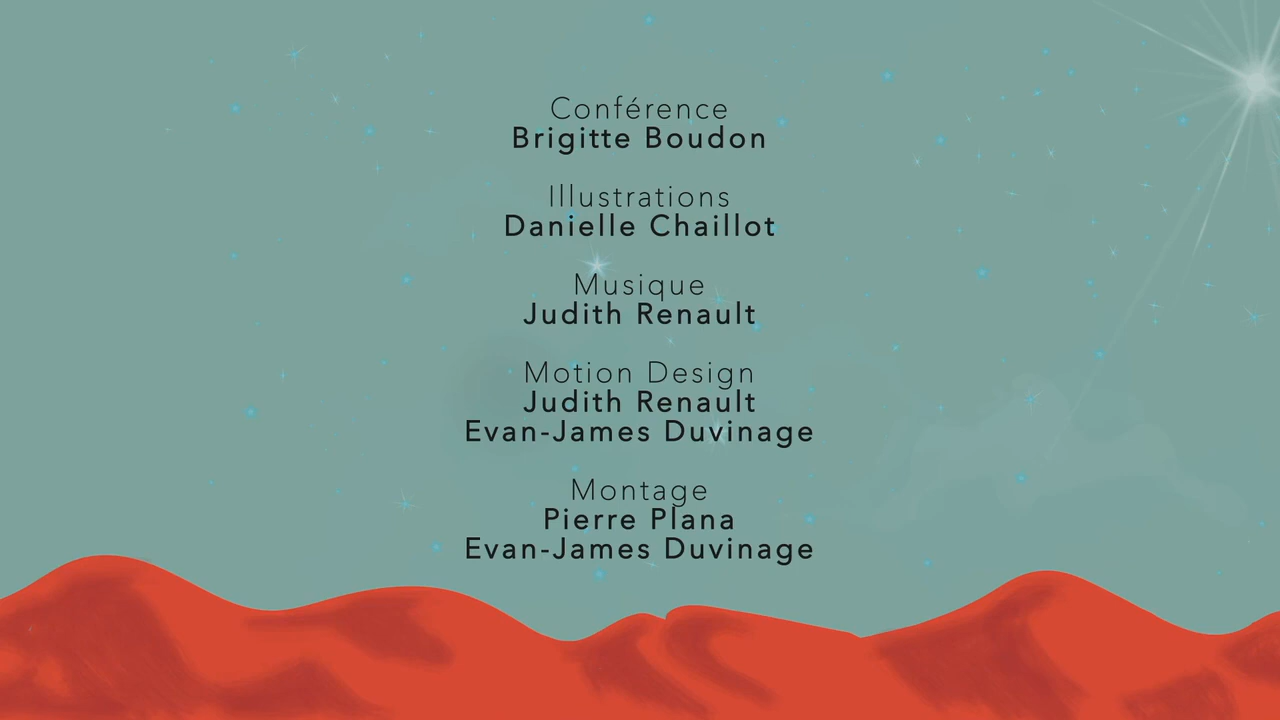 Conférence
Brigitte Boudon
Illustrations
Danielle Chaillot
Musique
Judith Renault
Motion Design
Judith Renault
Evan-James Duvinage
Montage
Pierre Plana
Evan-James Duvinage